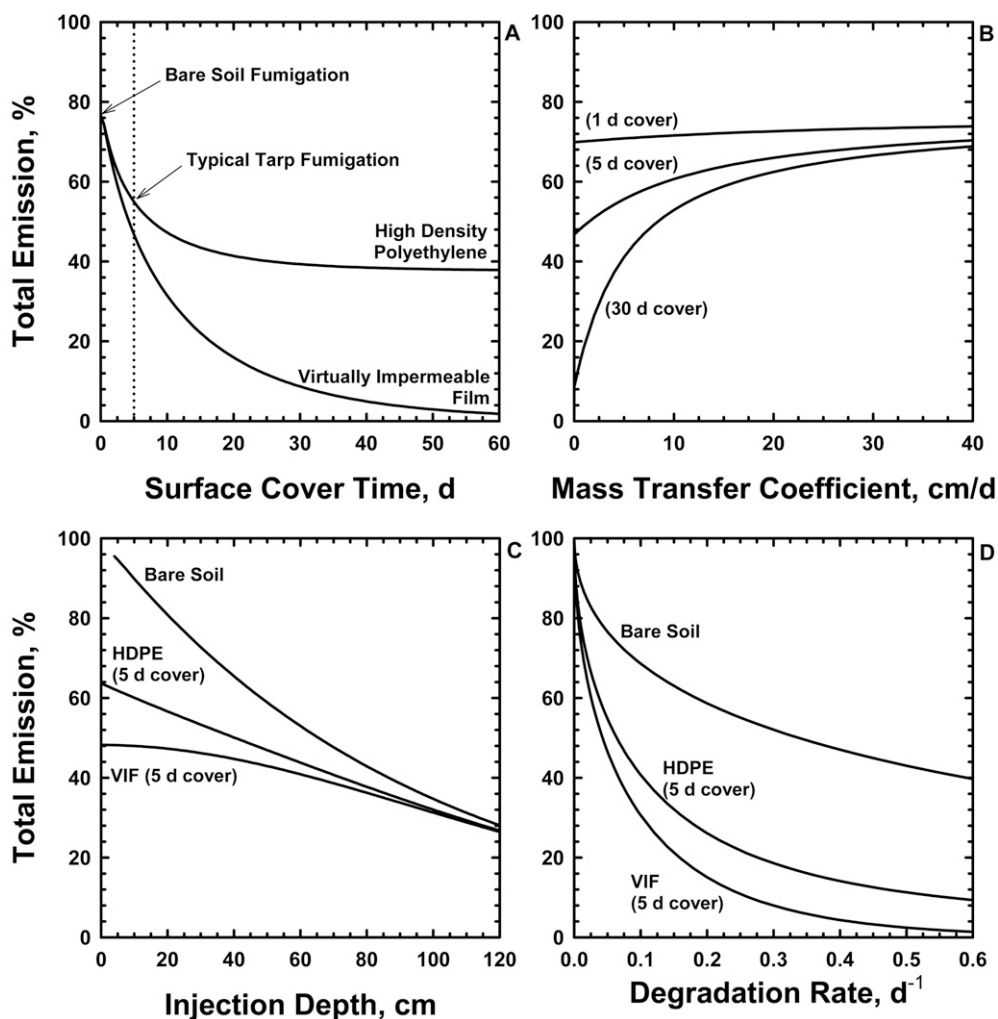 Total Emission, %
100
80
60
40
20
0
A
Bare Soil Fumigation
Typical Tarp Fumigation
High Density
Polyethylene
Virtually Impermeable
Film
0 10 20 30 40 50 60
Surface Cover Time, d
100
80
60
40
20
0
B
(1 d cover)
(5 d cover)
(30 d cover)
0 10 20 30 40
Mass Transfer Coefficient, cm/d
Total Emission, %
100
80
60
40
20
0
C
Bare Soil
HDPE
(5 d cover)
VIF (5 d cover)
0 20 40 60 80 100 120
Injection Depth, cm
100
80
60
40
20
0
D
Bare Soil
HDPE
(5 d cover)
VIF
(5 d cover)
0.0 0.1 0.2 0.3 0.4 0.5 0.6
Degradation Rate, d-1